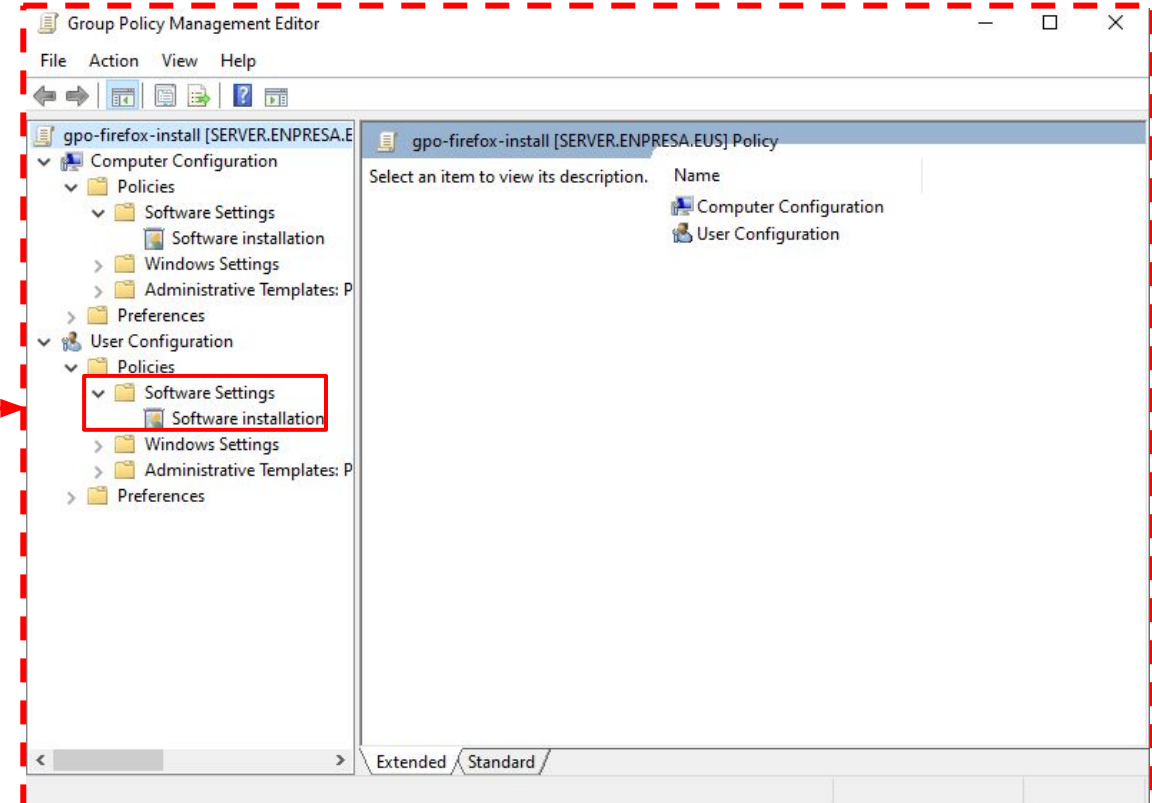 Group Policy Management Editor
File Action View Help
gpo-firefox-install [SERVER.ENPRESA.E
Computer Configuration
Policies
Software Settings
Software installation
Windows Settings
Administrative Templates: P
Preferences
User Configuration
Policies
Software Settings
Software installation
Windows Settings
Administrative Templates: P
Preferences
gpo-firefox-install [SERVER.ENPRESA.EUS] Policy
Select an item to view its description.
Name
Computer Configuration
User Configuration
Extended Standard